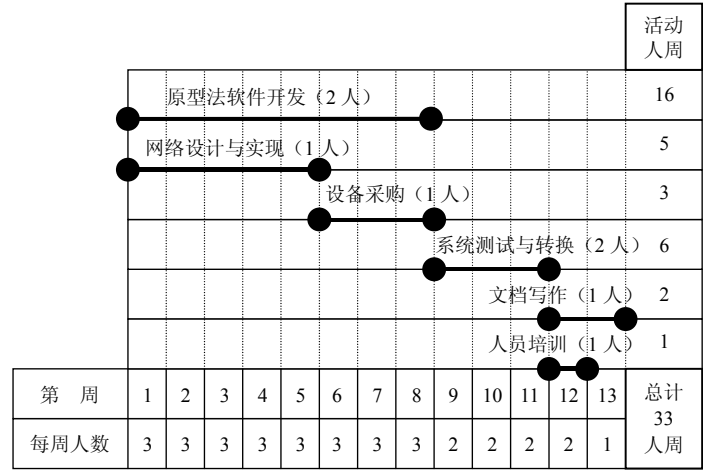 活动
人周
原型法软件开发（2 人） 16
网络设计与实现（1 人） 5
设备采购（1 人） 3
系统测试与转换（2 人） 6
文档写作（1 人） 2
人员培训（1 人） 1
第 周 1 2 3 4 5 6 7 8 9 10 11 12 13
每周人数 3 3 3 3 3 3 3 3 2 2 2 2 1
总计
33
人周